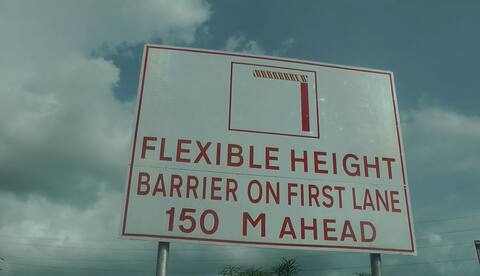 FLEXIBLE HEIGHT
BARRIER ON FIRST LANE
150 M AHEAD